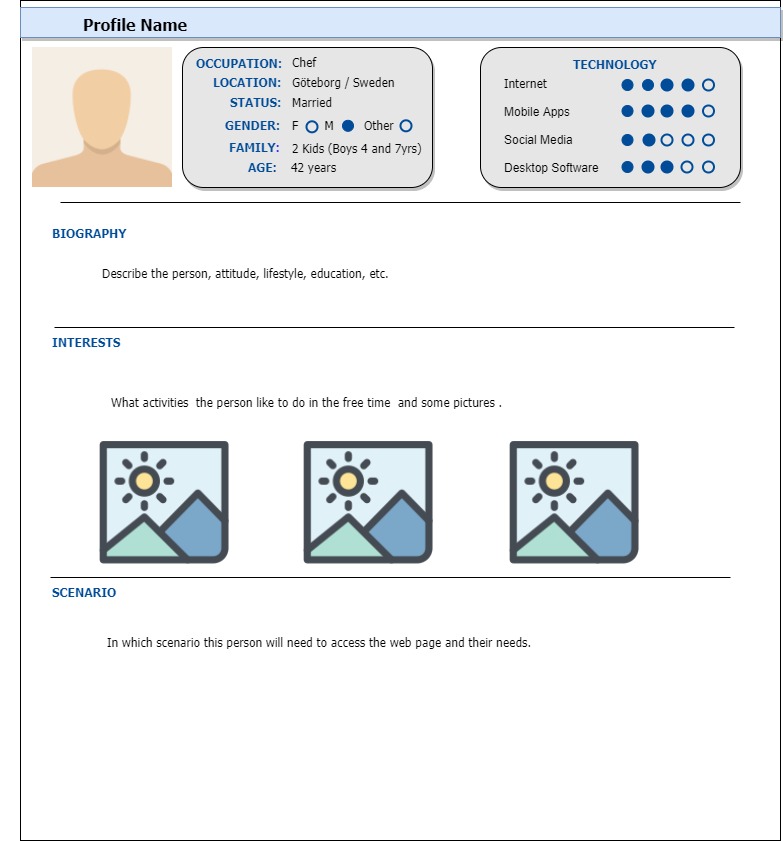 Profile Name
OCCUPATION: Chef
LOCATION: Göteborg / Sweden
STATUS: Married
GENDER: F M Other
FAMILY: 2 Kids (Boys 4 and 7yrs)
AGE: 42 years
TECHNOLOGY
Internet
Mobile Apps
Social Media
Desktop Software
BIOGRAPHY
Describe the person, attitude, lifestyle, education, etc.
INTERESTS
What activities  the person like to do in the free time  and some pictures .
SCENARIO
In which scenario this person will need to access the web page and their needs.